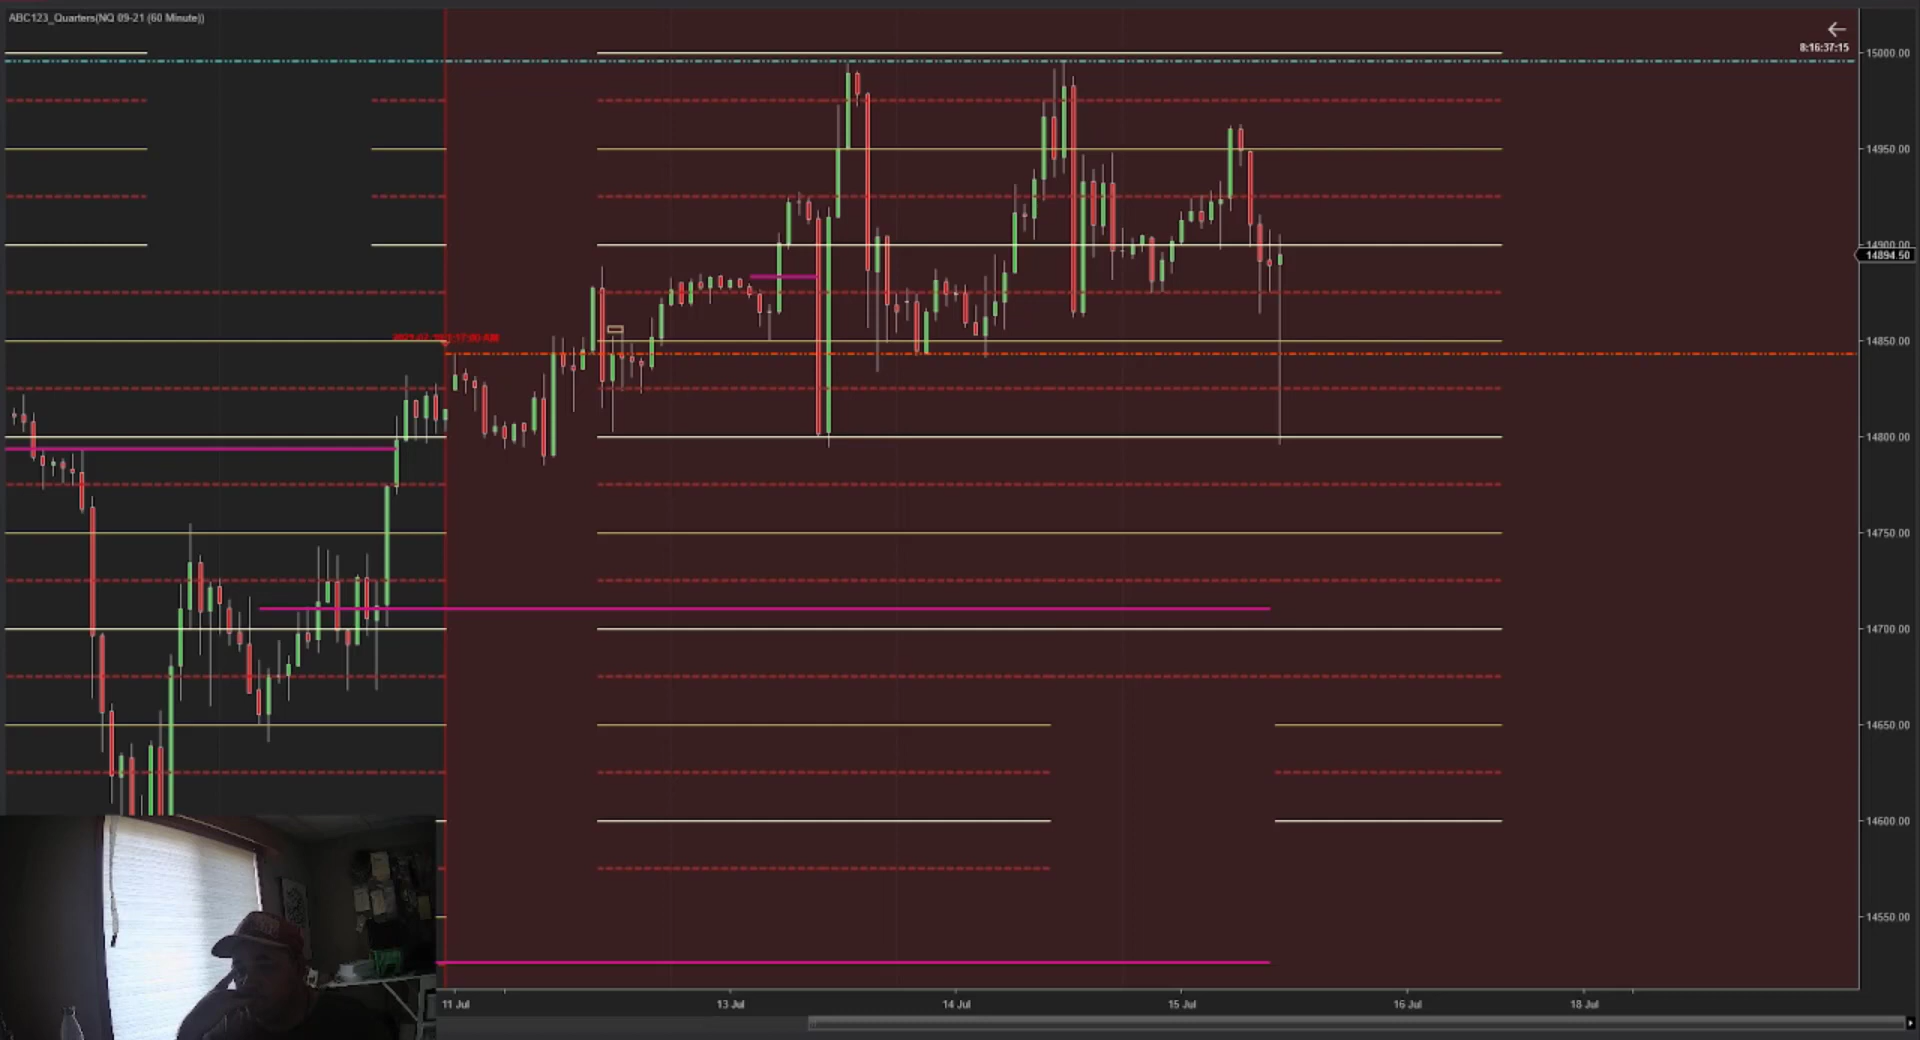 ABC123_Quarters(NQ 09-21 (60 Minute))
8:16:37:15
15000.00
14950.00
14900.00
14894.50
14850.00
14800.00
14750.00
14700.00
14650.00
14600.00
14550.00
11 Jul
13 Jul
14 Jul
15 Jul
16 Jul
18 Jul